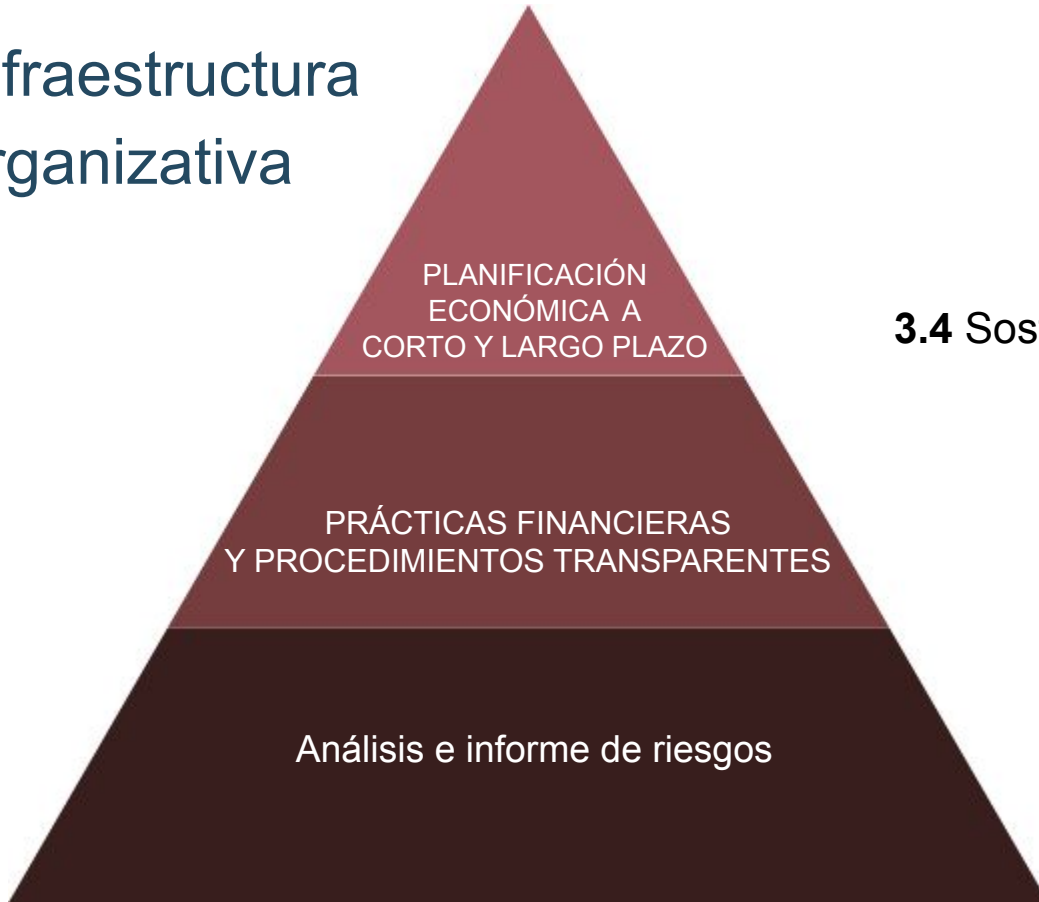 fraestructura
rganizativa
PLANIFICACIÓN
ECONÓMICA A
CORTO Y LARGO PLAZO
3.4 Sos
PRÁCTICAS FINANCIERAS
Y PROCEDIMIENTOS TRANSPARENTES
Análisis e informe de riesgos